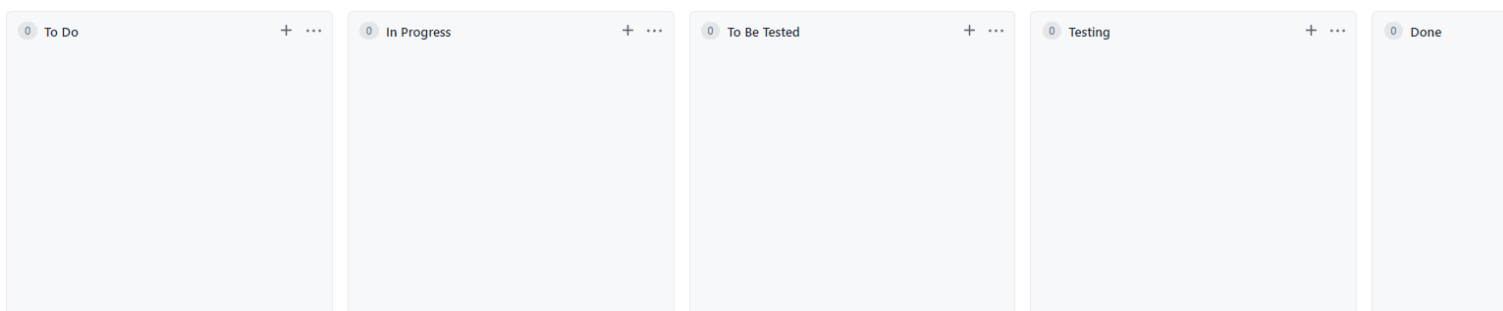 0 To Do + ...
0 In Progress + ...
0 To Be Tested + ...
0 Testing + ...
0 Done